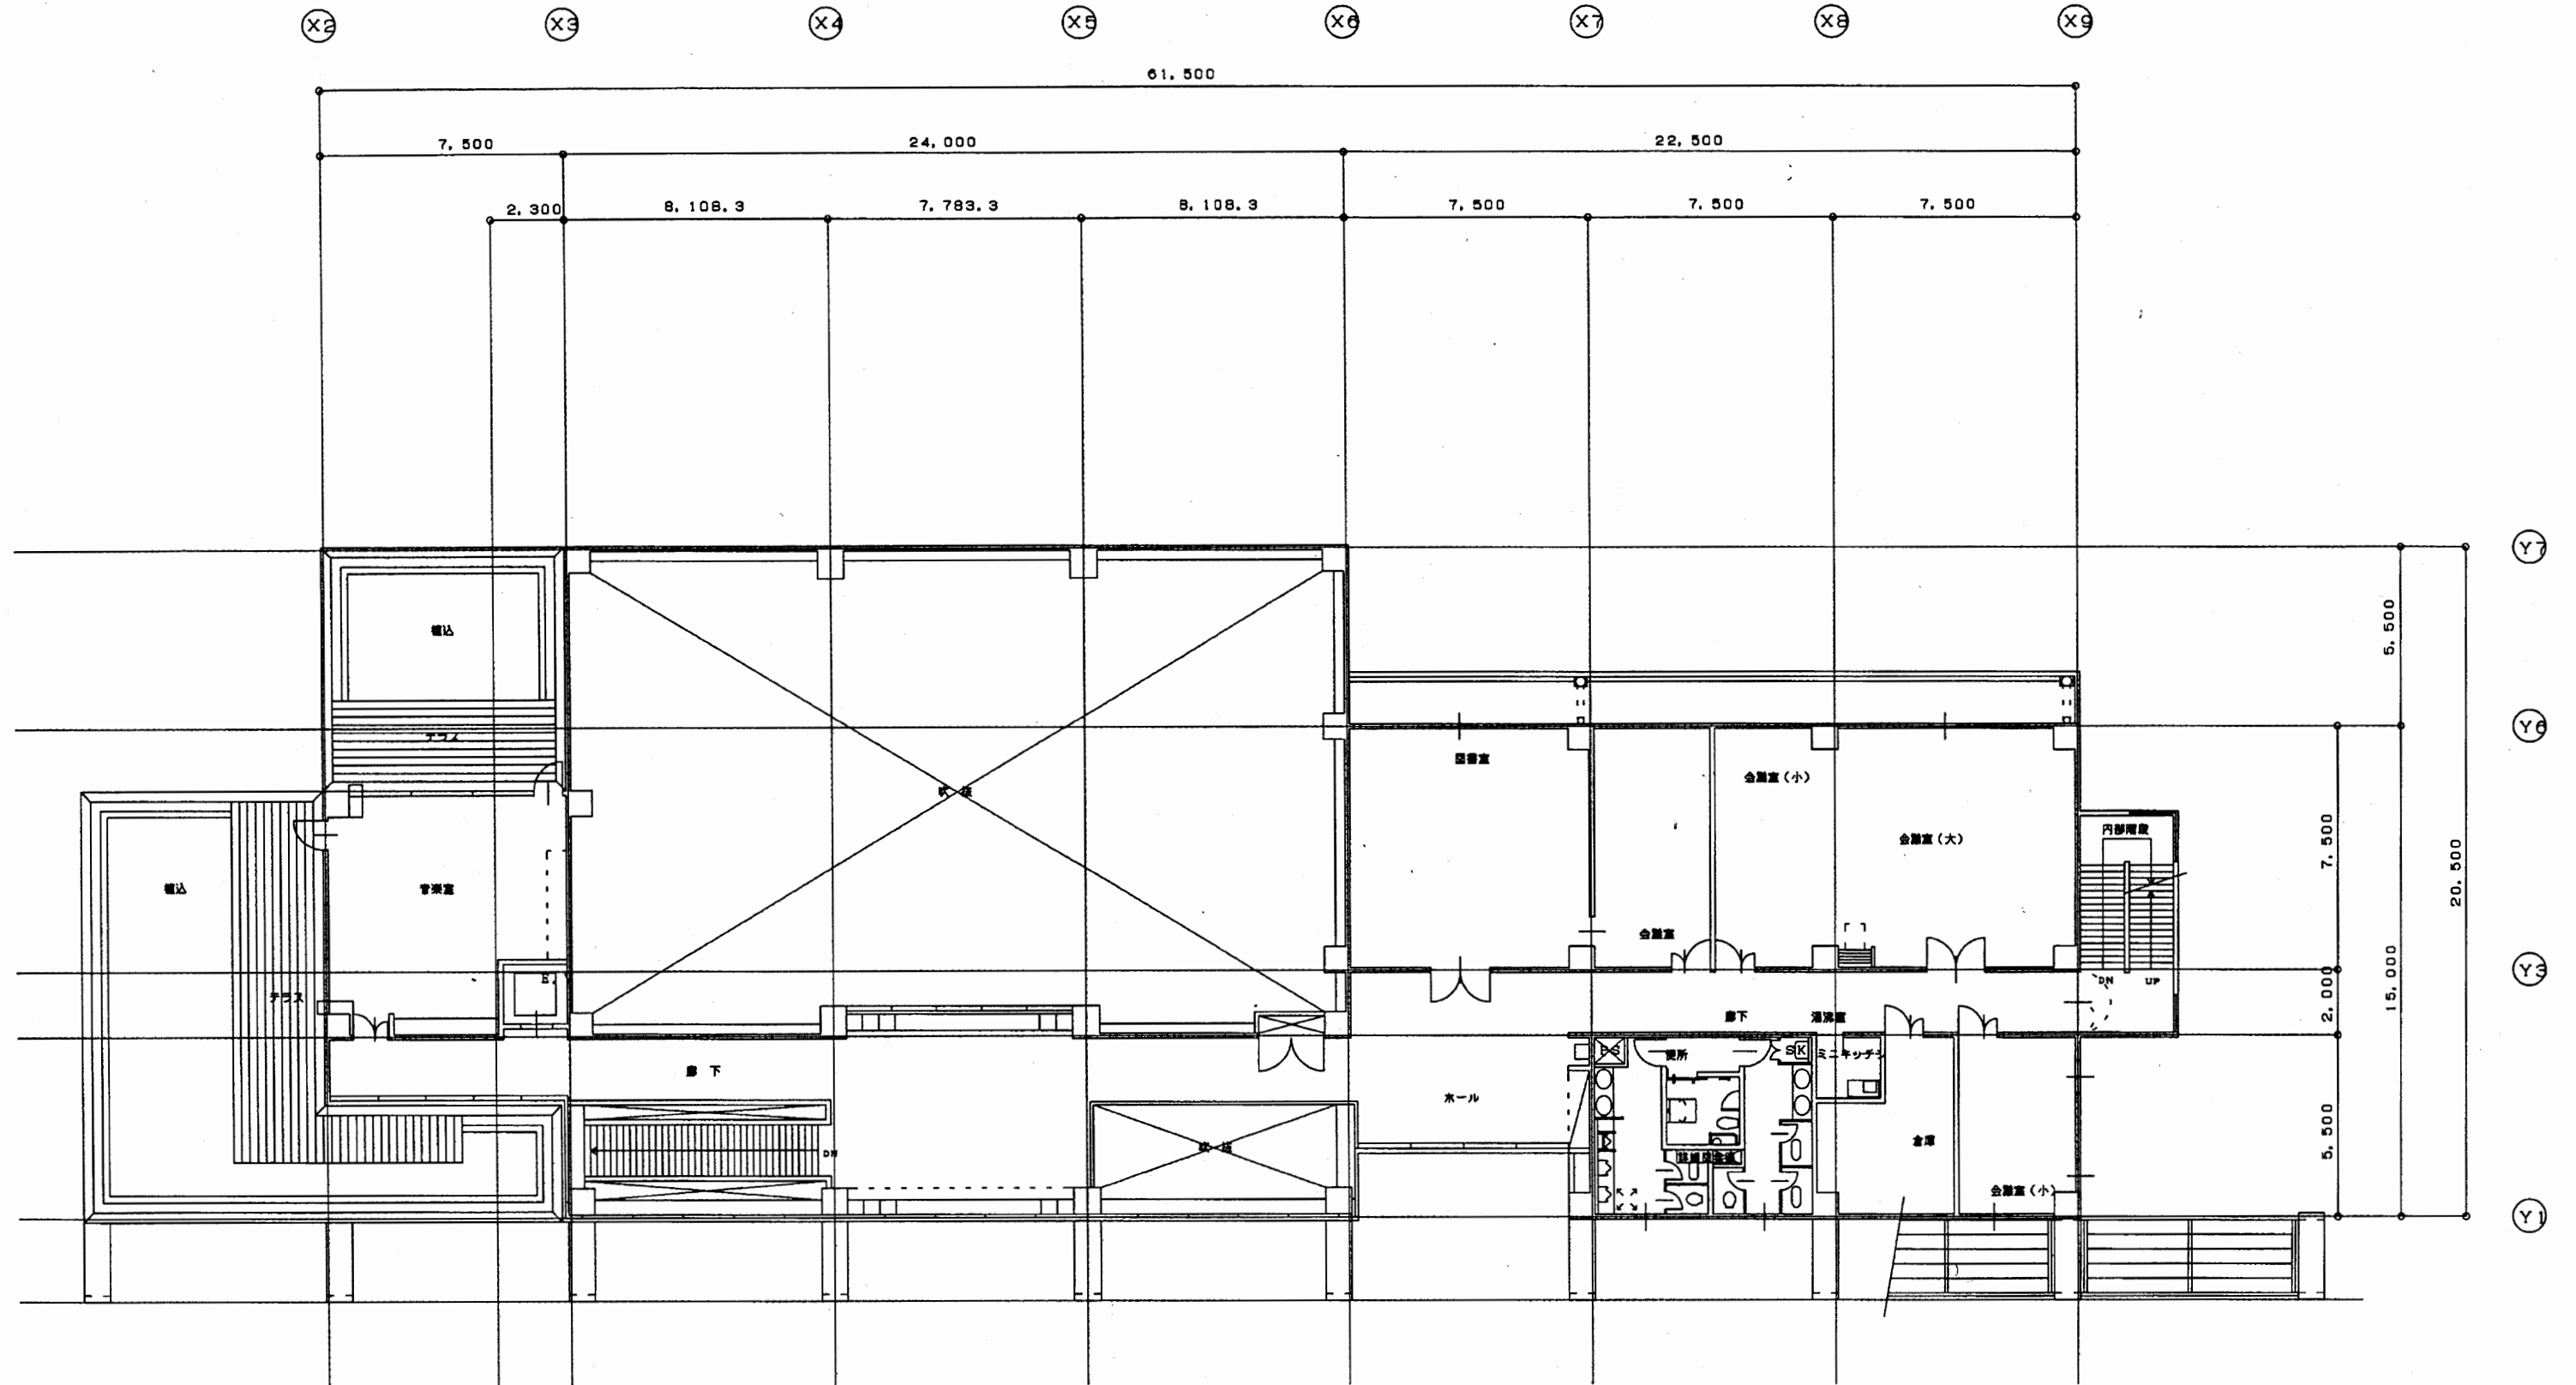 X2 X3 X4 X5 X6 X7 X8 X9
61,500
7,500 24,000 22,500
2,300 8,108.3 7,783.3 8,108.3 7,500 7,500 7,500
Y7
5,500
植込
Y6
テラス
図書室
会議室(小)
吹 抜
内部階段
会議室(大)
7,500
20,500
植込
音楽室
会議室
Y3
DN UP
テラス
2,000
15,000
廊下
湯沸室
PS
便所
SK
ミニキッチン
廊 下
ホール
5,500
倉庫
吹 抜
DN
会議室(小)
Y1